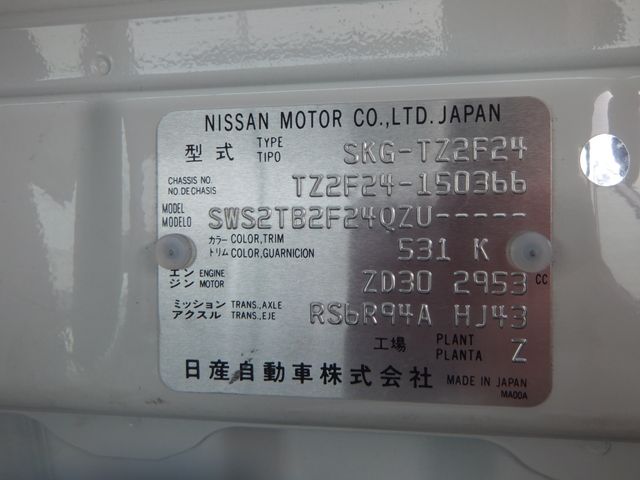 NISSAN MOTOR CO.,LTD. JAPAN
型式 TYPE TIPO SKG-TZ2F24
CHASSIS NO. NO.DE CHASIS TZ2F24-150366
MODEL MODELO SWS2TB2F24QZU-----
カラー COLOR,TRIM
トリム COLOR,GUARNICION 531 K
エンジン ENGINE MOTOR ZD30 2953 CC
ミッション TRANS.,AXLE
アクスル TRANS.,EJE RS6R94A HJ43
工場 PLANT PLANTA Z
日産自動車株式会社 MADE IN JAPAN
MA00A